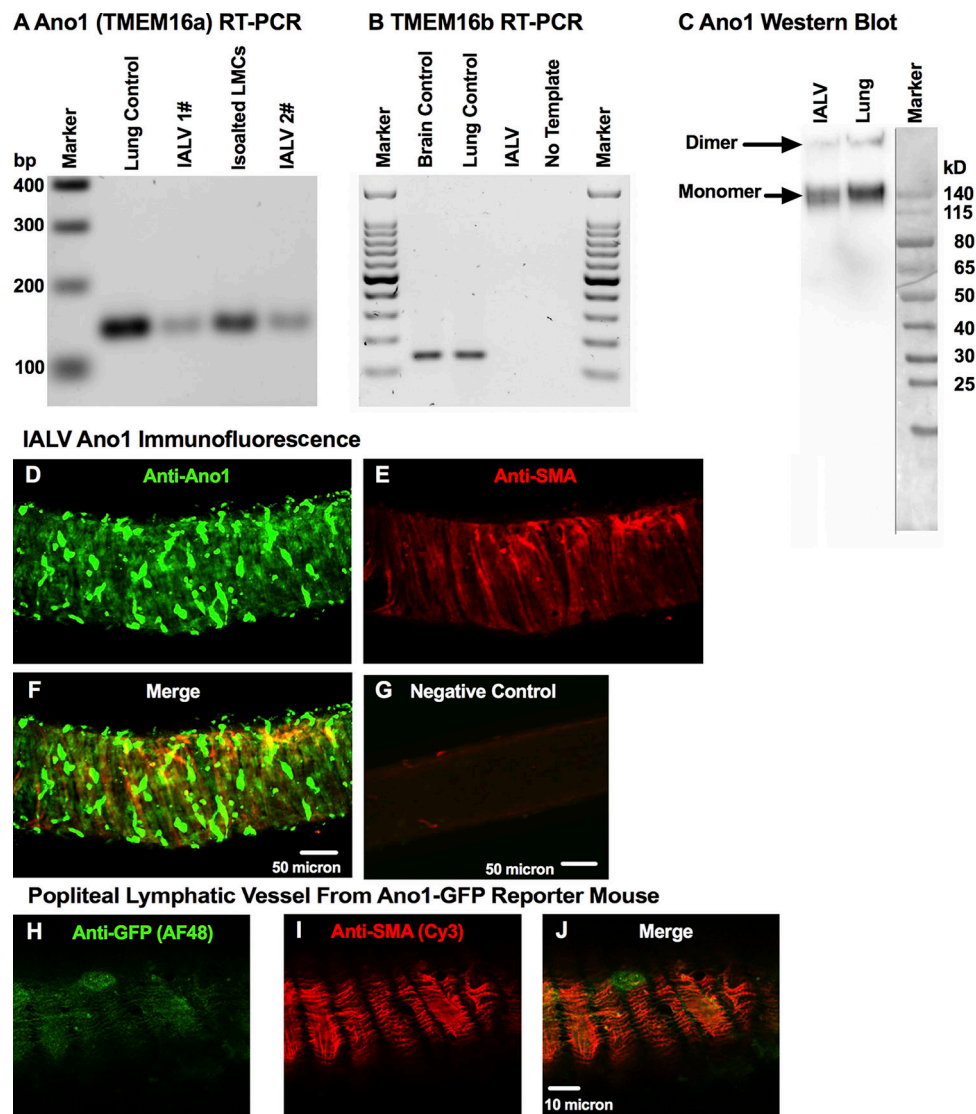 A Ano1 (TMEM16a) RT-PCR
bp
Marker
Lung Control
IALV 1#
Isoalted LMCs
IALV 2#
400
300
200
100
B TMEM16b RT-PCR
Marker
Brain Control
Lung Control
IALV
No Template
Marker
C Ano1 Western Blot
IALV
Lung
Marker
Dimer
Monomer
kD
140
115
80
65
50
40
30
25
IALV Ano1 Immunofluorescence
D Anti-Ano1
E Anti-SMA
F Merge
50 micron
G Negative Control
50 micron
Popliteal Lymphatic Vessel From Ano1-GFP Reporter Mouse
H Anti-GFP (AF48)
I Anti-SMA (Cy3)
J Merge
10 micron